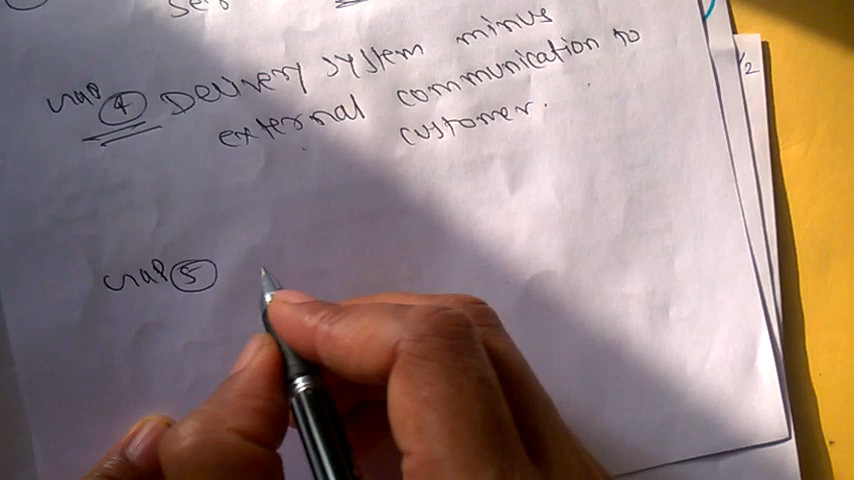 Gap 4 Delivery system minus
external communication to
customer.
Gap 5